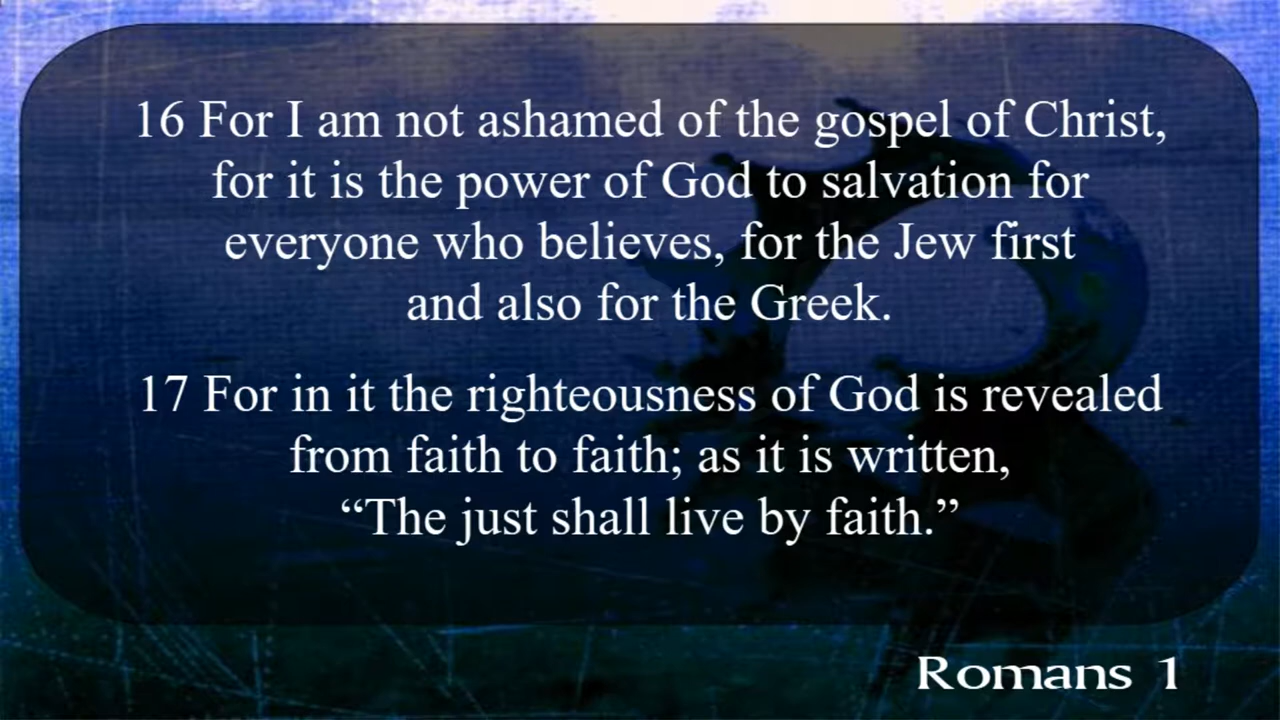 16 For I am not ashamed of the gospel of Christ,
for it is the power of God to salvation for
everyone who believes, for the Jew first
and also for the Greek.
17 For in it the righteousness of God is revealed
from faith to faith; as it is written,
“The just shall live by faith.”
Romans 1